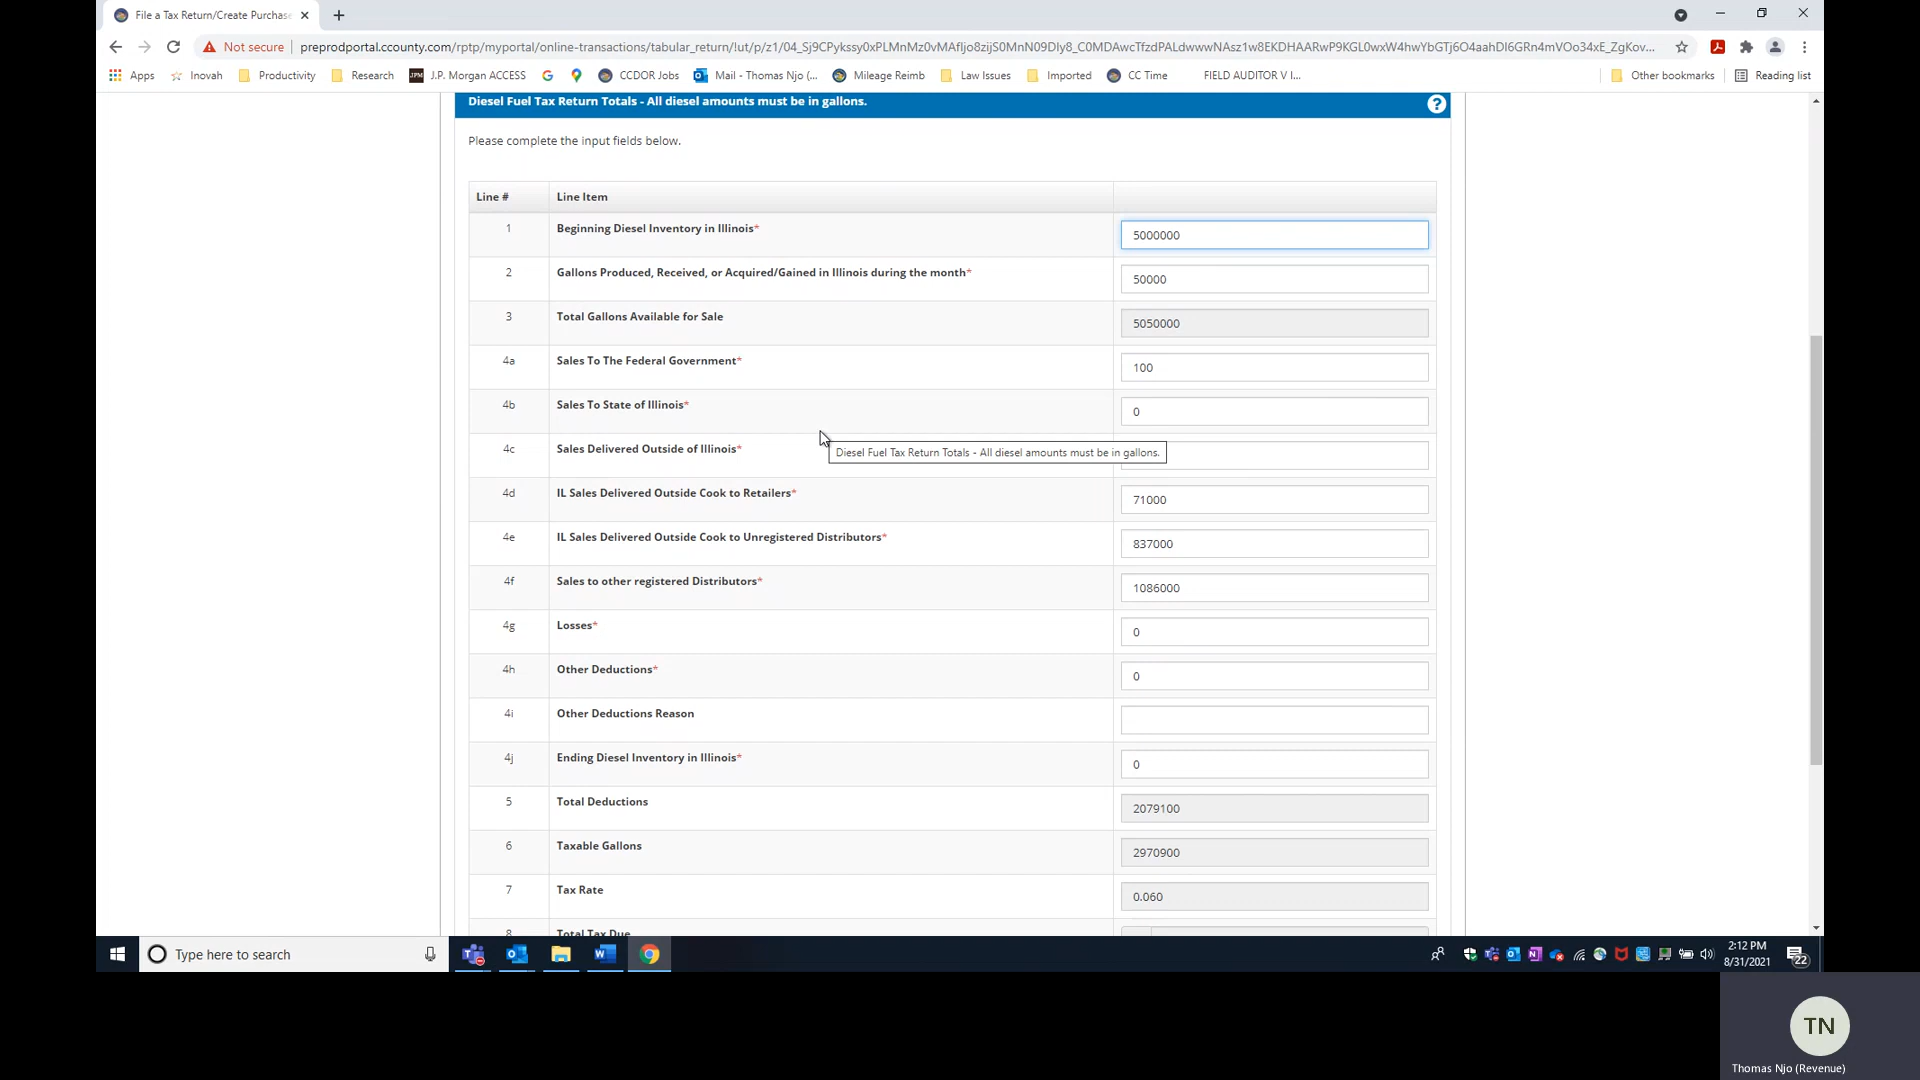 File a Tax Return/Create Purchase
Not secure
preprodportal.ccounty.com/rptp/myportal/online-transactions/tabular_return/!ut/p/z1/04_Sj9CPykssy0xPLMnMz0vMAfIjo8zijS0MnN09Dly8_C0MDAwcTfzdPALdwwwNAsz1w8EKDHAARwP9KGL0wxW4hwYbGTj6O4aahDI6GRn4mVOo34xE_ZgKov...
Apps
Inovah
Productivity
Research
JPM
J.P. Morgan ACCESS
CCDOR Jobs
Mail - Thomas Njo (...
Mileage Reimb
Law Issues
Imported
CC Time
FIELD AUDITOR V I...
Other bookmarks
Reading list
Diesel Fuel Tax Return Totals - All diesel amounts must be in gallons.
?
Please complete the input fields below.
Line # Line Item
1 Beginning Diesel Inventory in Illinois* 5000000
2 Gallons Produced, Received, or Acquired/Gained in Illinois during the month* 50000
3 Total Gallons Available for Sale 5050000
4a Sales To The Federal Government* 100
4b Sales To State of Illinois* 0
4c Sales Delivered Outside of Illinois*
Diesel Fuel Tax Return Totals - All diesel amounts must be in gallons.
4d IL Sales Delivered Outside Cook to Retailers* 71000
4e IL Sales Delivered Outside Cook to Unregistered Distributors* 837000
4f Sales to other registered Distributors* 1086000
4g Losses* 0
4h Other Deductions* 0
4i Other Deductions Reason
4j Ending Diesel Inventory in Illinois* 0
5 Total Deductions 2079100
6 Taxable Gallons 2970900
7 Tax Rate 0.060
8 Total Tax Due
Type here to search
2:12 PM
8/31/2021
22
TN
Thomas Njo (Revenue)